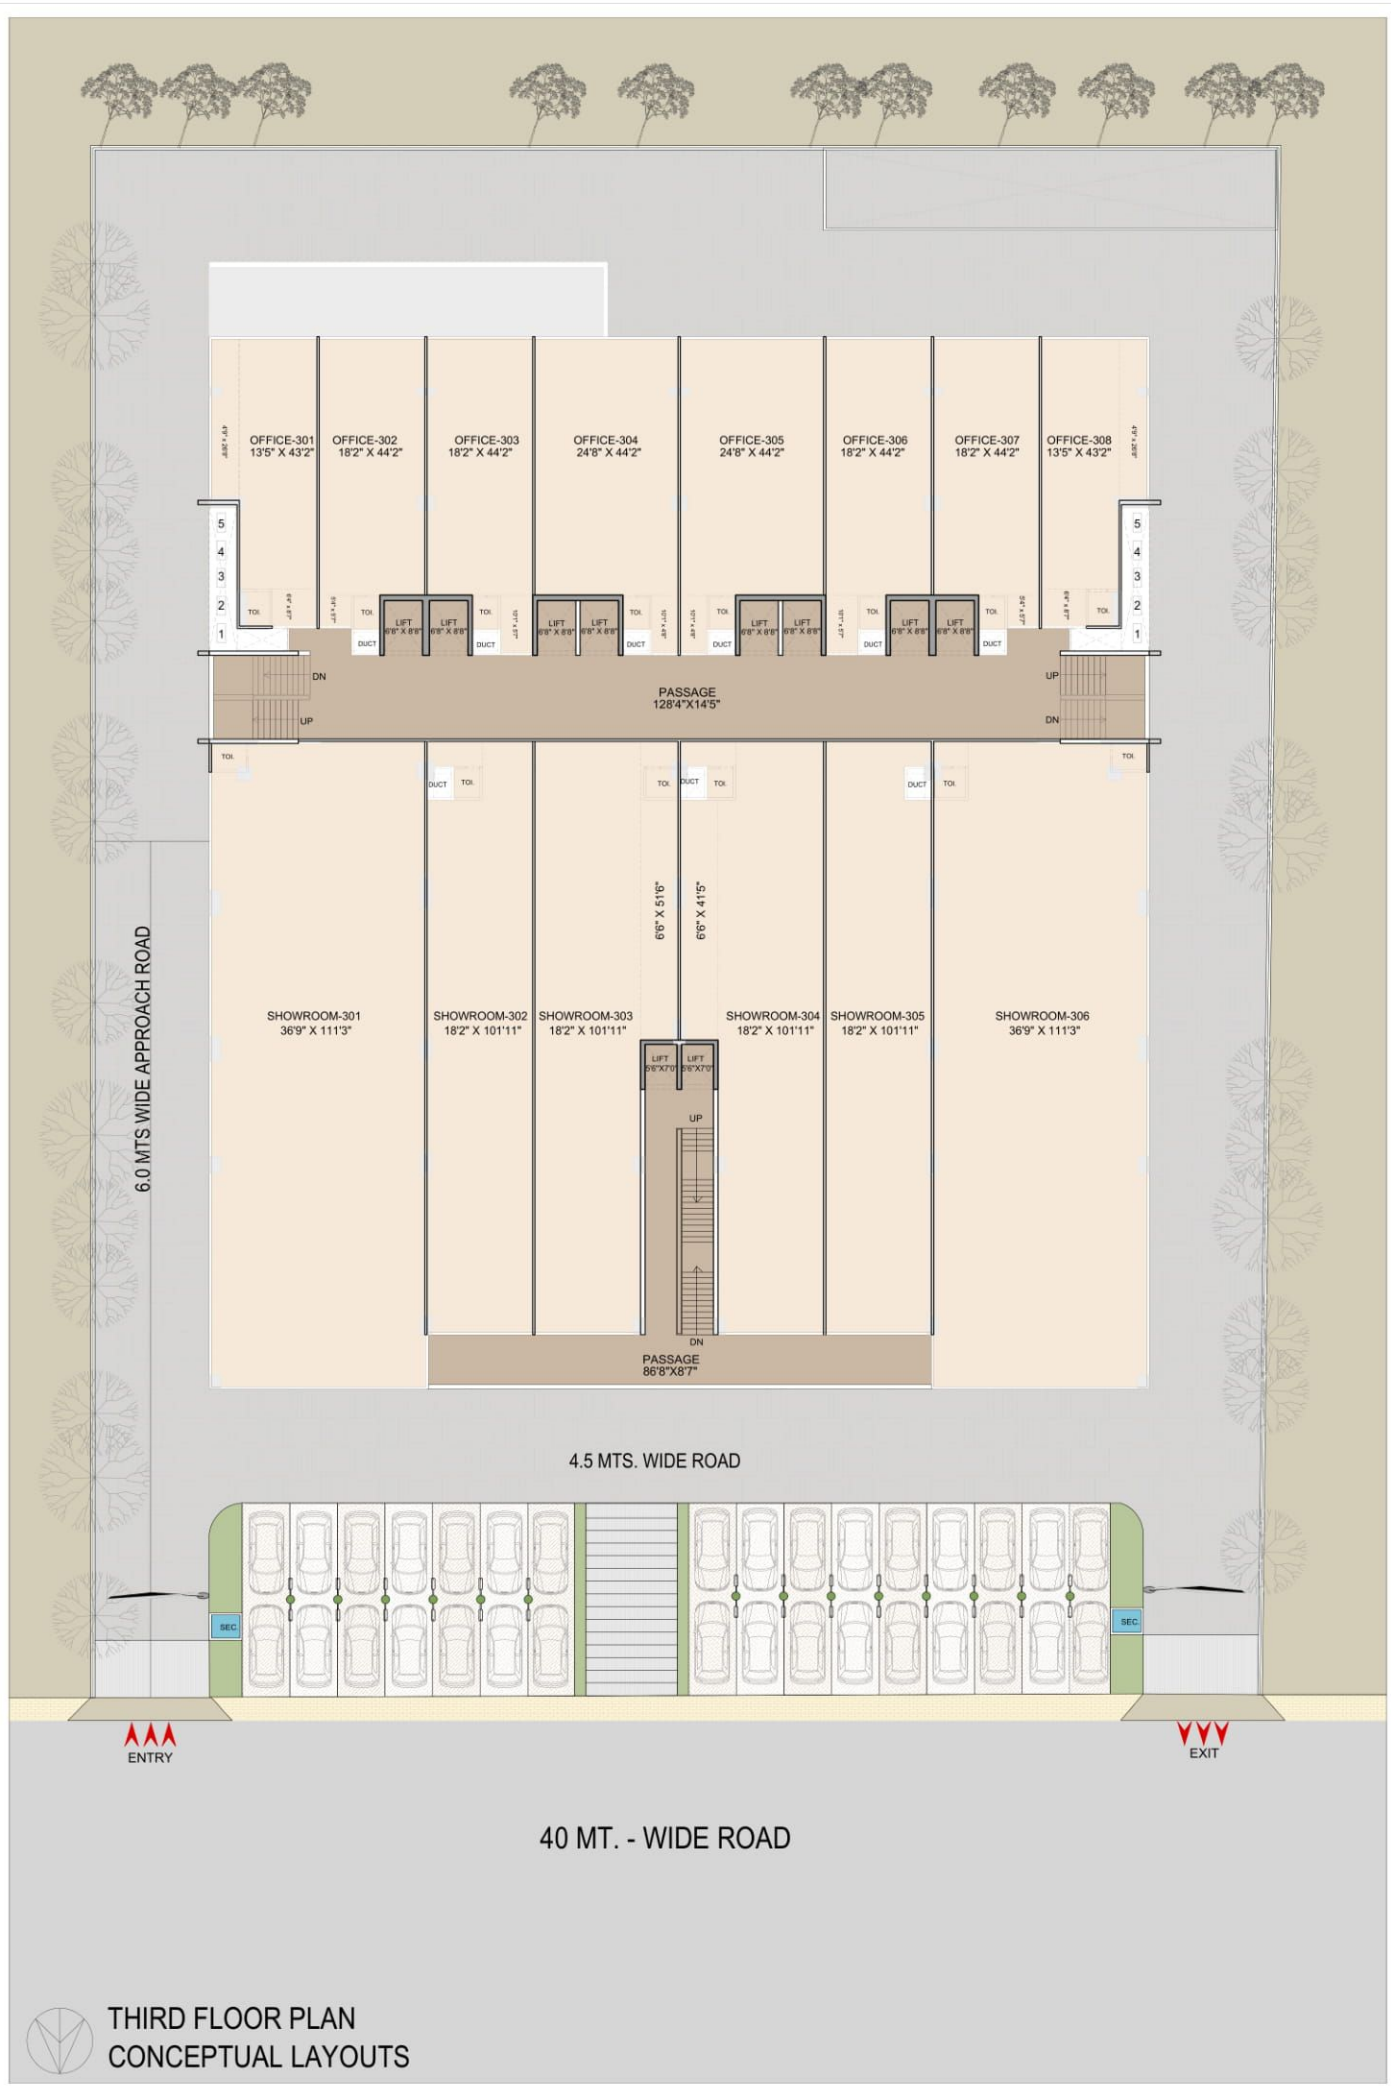 OFFICE-301
13'5" X 43'2"
OFFICE-302
18'2" X 44'2"
OFFICE-303
18'2" X 44'2"
OFFICE-304
24'8" X 44'2"
OFFICE-305
24'8" X 44'2"
OFFICE-306
18'2" X 44'2"
OFFICE-307
18'2" X 44'2"
OFFICE-308
13'5" X 43'2"
5
4
3
2
1
5
4
3
2
1
TOI.
TOI.
TOI.
TOI.
TOI.
TOI.
TOI.
TOI.
LIFT
6'8" X 8'8"
LIFT
6'8" X 8'8"
LIFT
6'8" X 8'8"
LIFT
6'8" X 8'8"
LIFT
6'8" X 8'8"
LIFT
6'8" X 8'8"
LIFT
6'8" X 8'8"
LIFT
6'8" X 8'8"
DUCT
DUCT
DUCT
DUCT
DUCT
DUCT
DN
UP
PASSAGE
128'4"X14'5"
UP
DN
TOI.
DUCT
TOI.
TOI.
DUCT
TOI.
DUCT
TOI.
TOI.
6'6" X 51'6"
6'6" X 41'5"
6.0 MTS WIDE APPROACH ROAD
SHOWROOM-301
36'9" X 111'3"
SHOWROOM-302
18'2" X 101'11"
SHOWROOM-303
18'2" X 101'11"
SHOWROOM-304
18'2" X 101'11"
SHOWROOM-305
18'2" X 101'11"
SHOWROOM-306
36'9" X 111'3"
LIFT
5'6"X7'0"
LIFT
5'6"X7'0"
UP
DN
PASSAGE
86'8"X8'7"
4.5 MTS. WIDE ROAD
SEC.
SEC.
ENTRY
EXIT
40 MT. - WIDE ROAD
THIRD FLOOR PLAN
CONCEPTUAL LAYOUTS